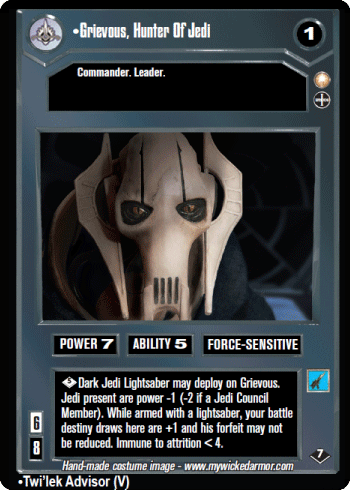 •Grievous, Hunter Of Jedi
1
Commander. Leader.
POWER 7
ABILITY 5
FORCE-SENSITIVE
Dark Jedi Lightsaber may deploy on Grievous.
Jedi present are power -1 (-2 if a Jedi Council
Member). While armed with a lightsaber, your battle
destiny draws here are +1 and his forfeit may not
be reduced. Immune to attrition < 4.
6
8
7
Hand-made costume image - www.mywickedarmor.com
•Twi'lek Advisor (V)